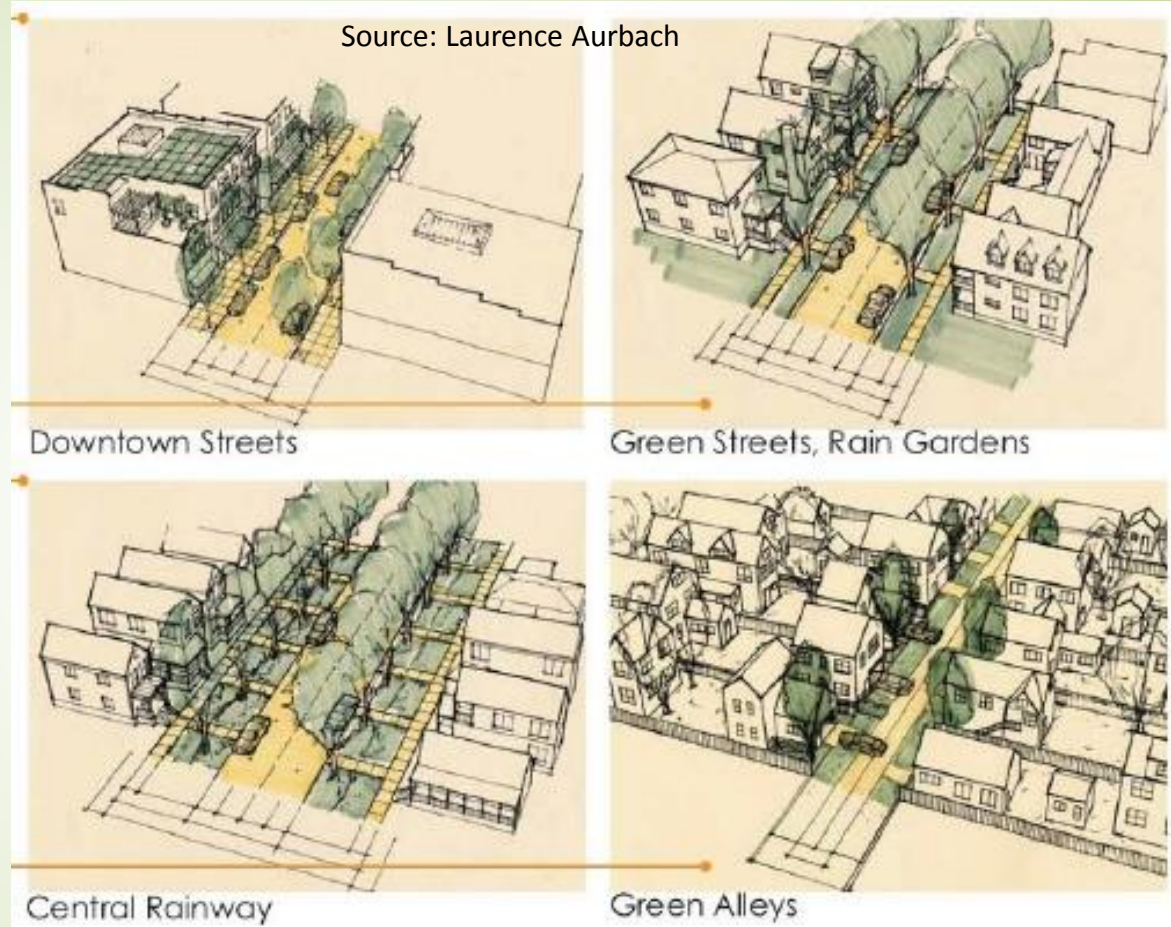 Source: Laurence Aurbach
Downtown Streets
Green Streets, Rain Gardens
Central Rainway
Green Alleys